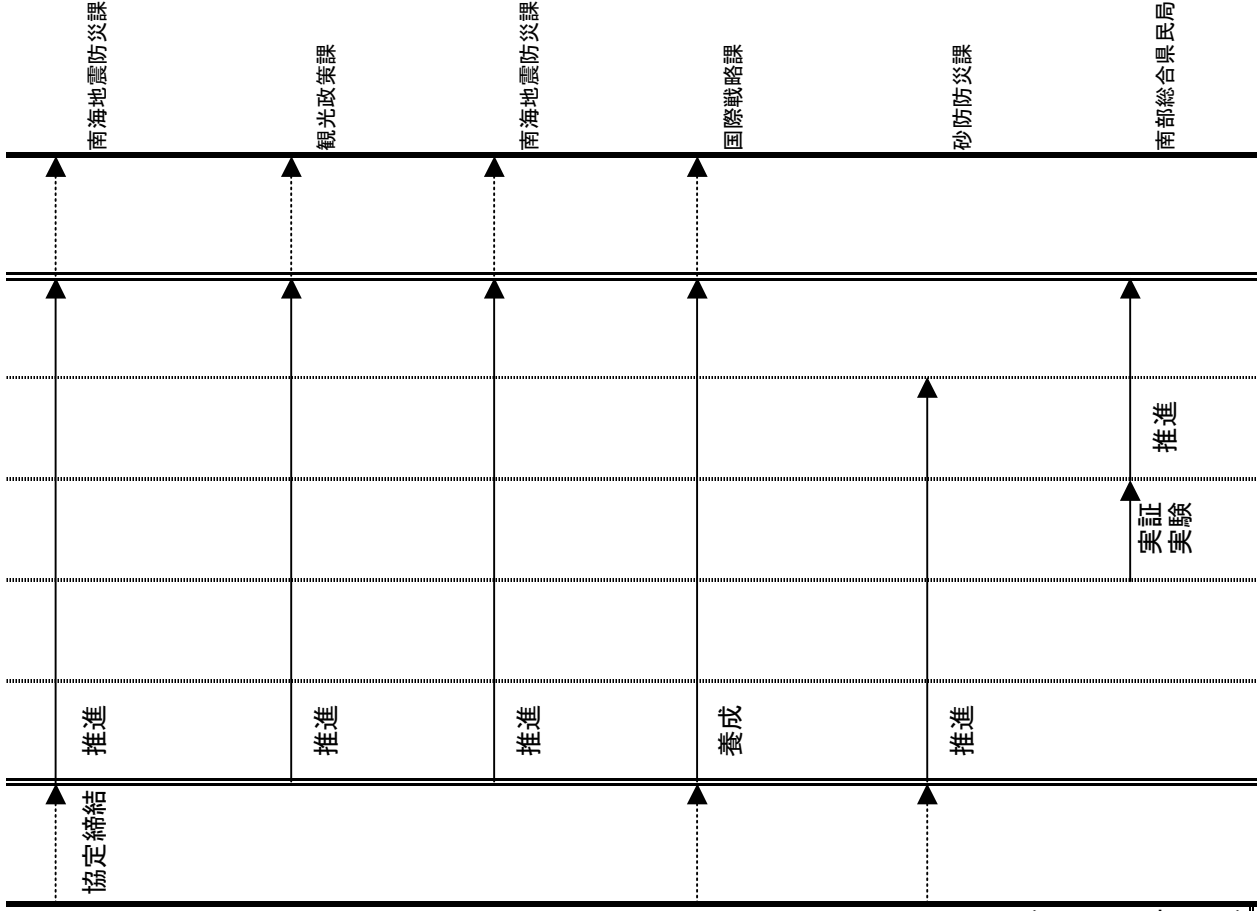 協定締結
推進
南海地震防災課
推進
観光政策課
推進
南海地震防災課
養成
国際戦略課
推進
砂防防災課
実証
実験
推進
南部総合県民局